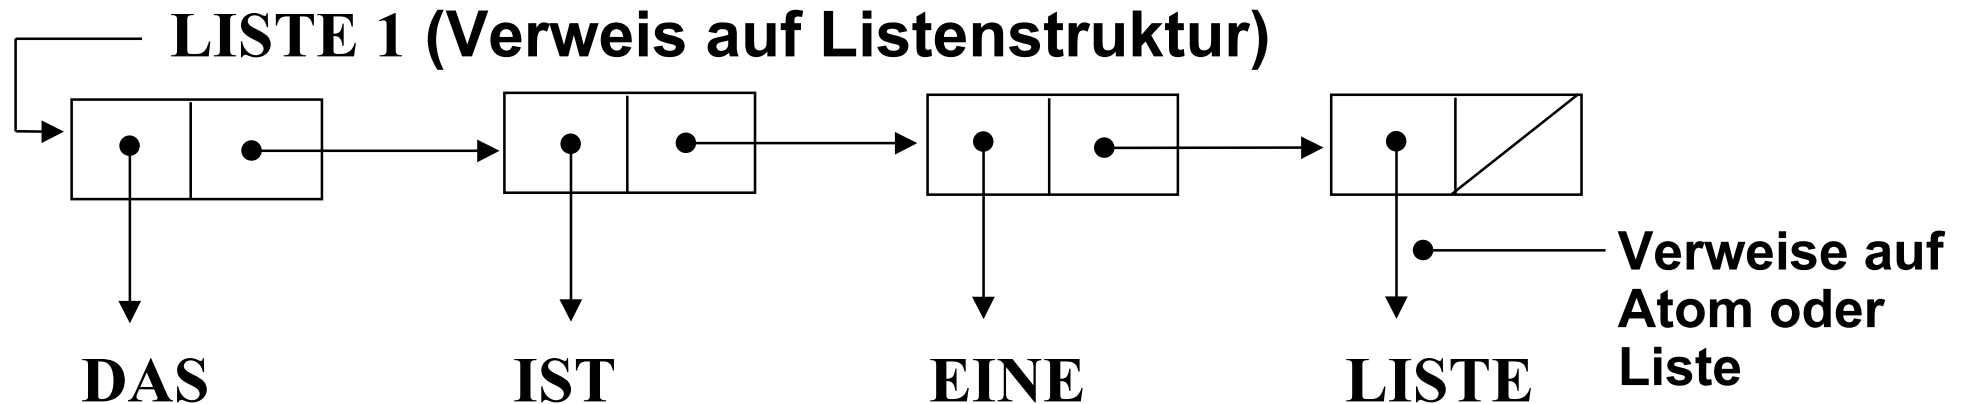 LISTE 1 (Verweis auf Listenstruktur)
DAS IST EINE LISTE
Verweise auf
Atom oder
Liste